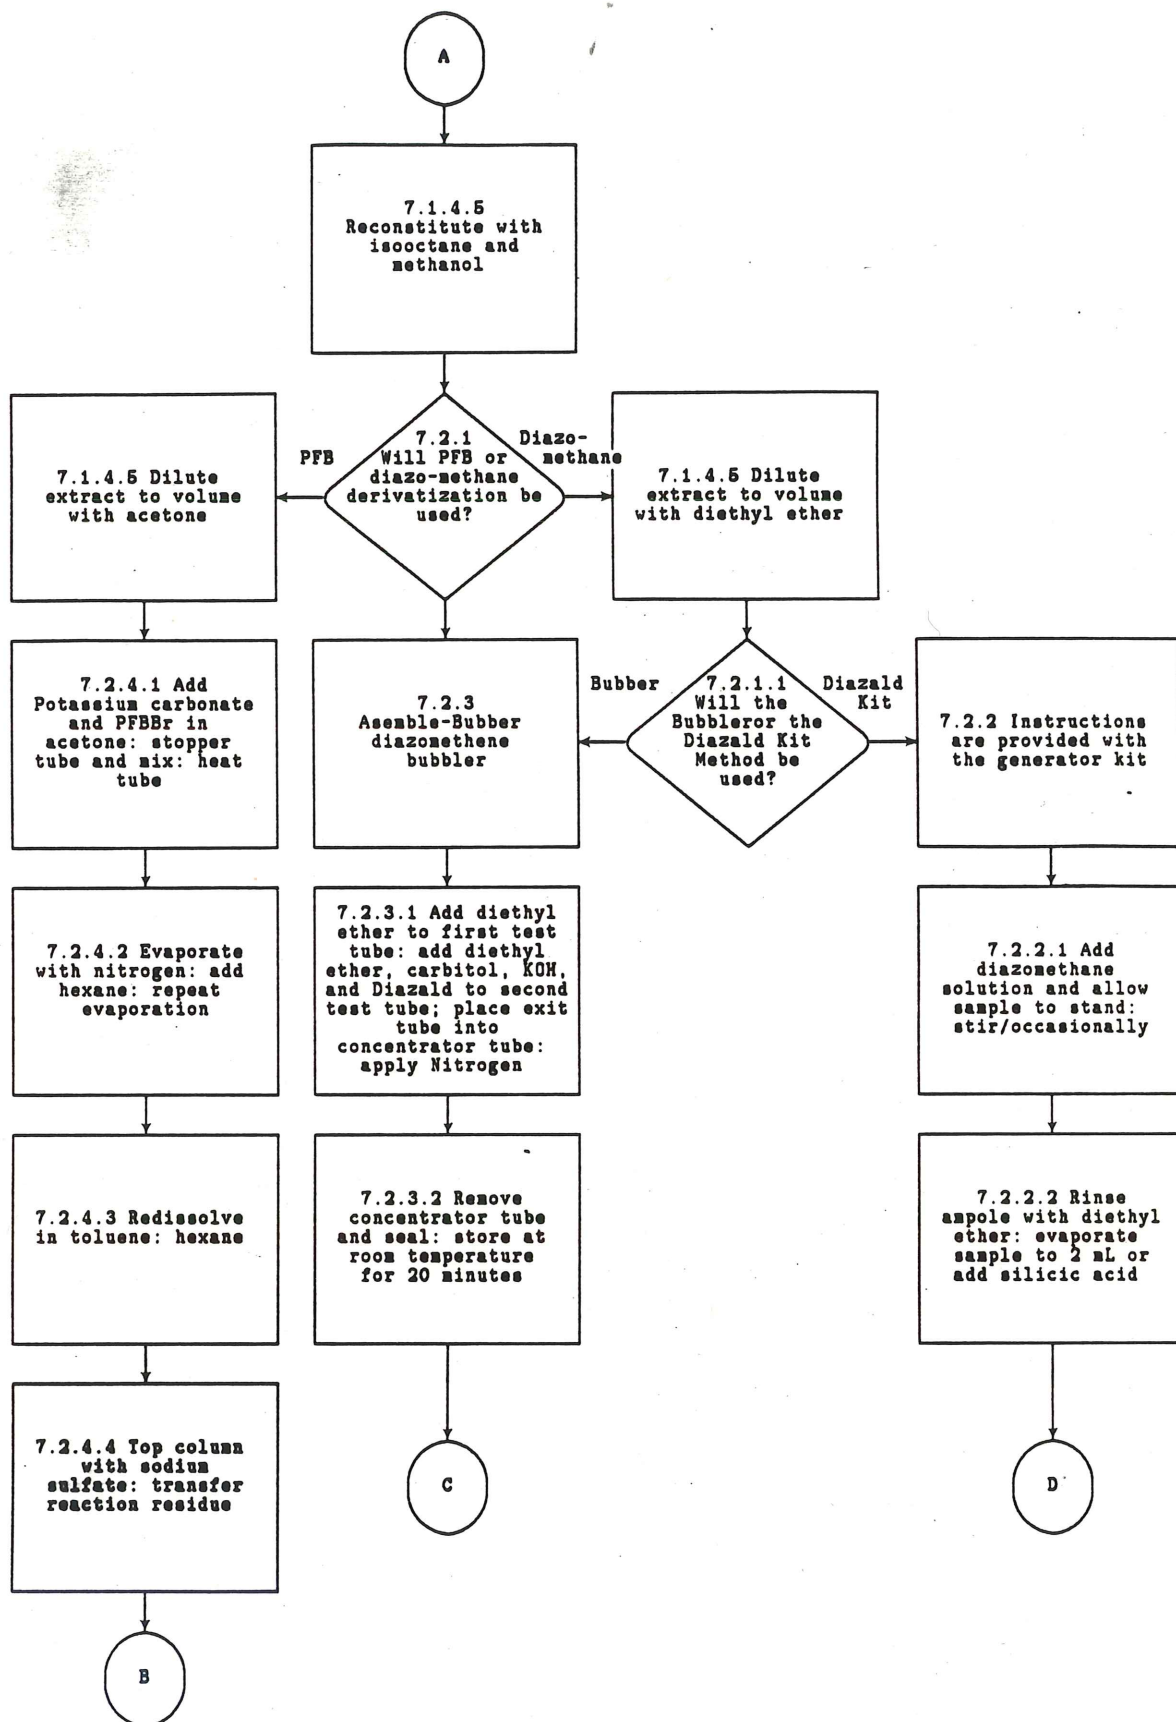 A
7.1.4.5
Reconstitute with
isooctane and
methanol
PFB
7.2.1
Will PFB or
diazo-methane
derivatization be
used?
Diazo-
methane
7.1.4.5 Dilute
extract to volume
with acetone
7.1.4.5 Dilute
extract to volume
with diethyl ether
7.2.4.1 Add
Potassium carbonate
and PFBBr in
acetone: stopper
tube and mix: heat
tube
7.2.3
Asemble-Bubber
diazomethene
bubbler
Bubber
7.2.1.1
Will the
Bubbleror the
Diazald Kit
Method be
used?
Diazald
Kit
7.2.2 Instructions
are provided with
the generator kit
7.2.4.2 Evaporate
with nitrogen: add
hexane: repeat
evaporation
7.2.3.1 Add diethyl
ether to first test
tube: add diethyl
ether, carbitol, KOH,
and Diazald to second
test tube; place exit
tube into
concentrator tube:
apply Nitrogen
7.2.2.1 Add
diazomethane
solution and allow
sample to stand:
stir/occasionally
7.2.4.3 Redissolve
in toluene: hexane
7.2.3.2 Remove
concentrator tube
and seal: store at
room temperature
for 20 minutes
7.2.2.2 Rinse
ampole with diethyl
ether: evaporate
sample to 2 mL or
add silicic acid
7.2.4.4 Top column
with sodium
sulfate: transfer
reaction residue
C
D
B